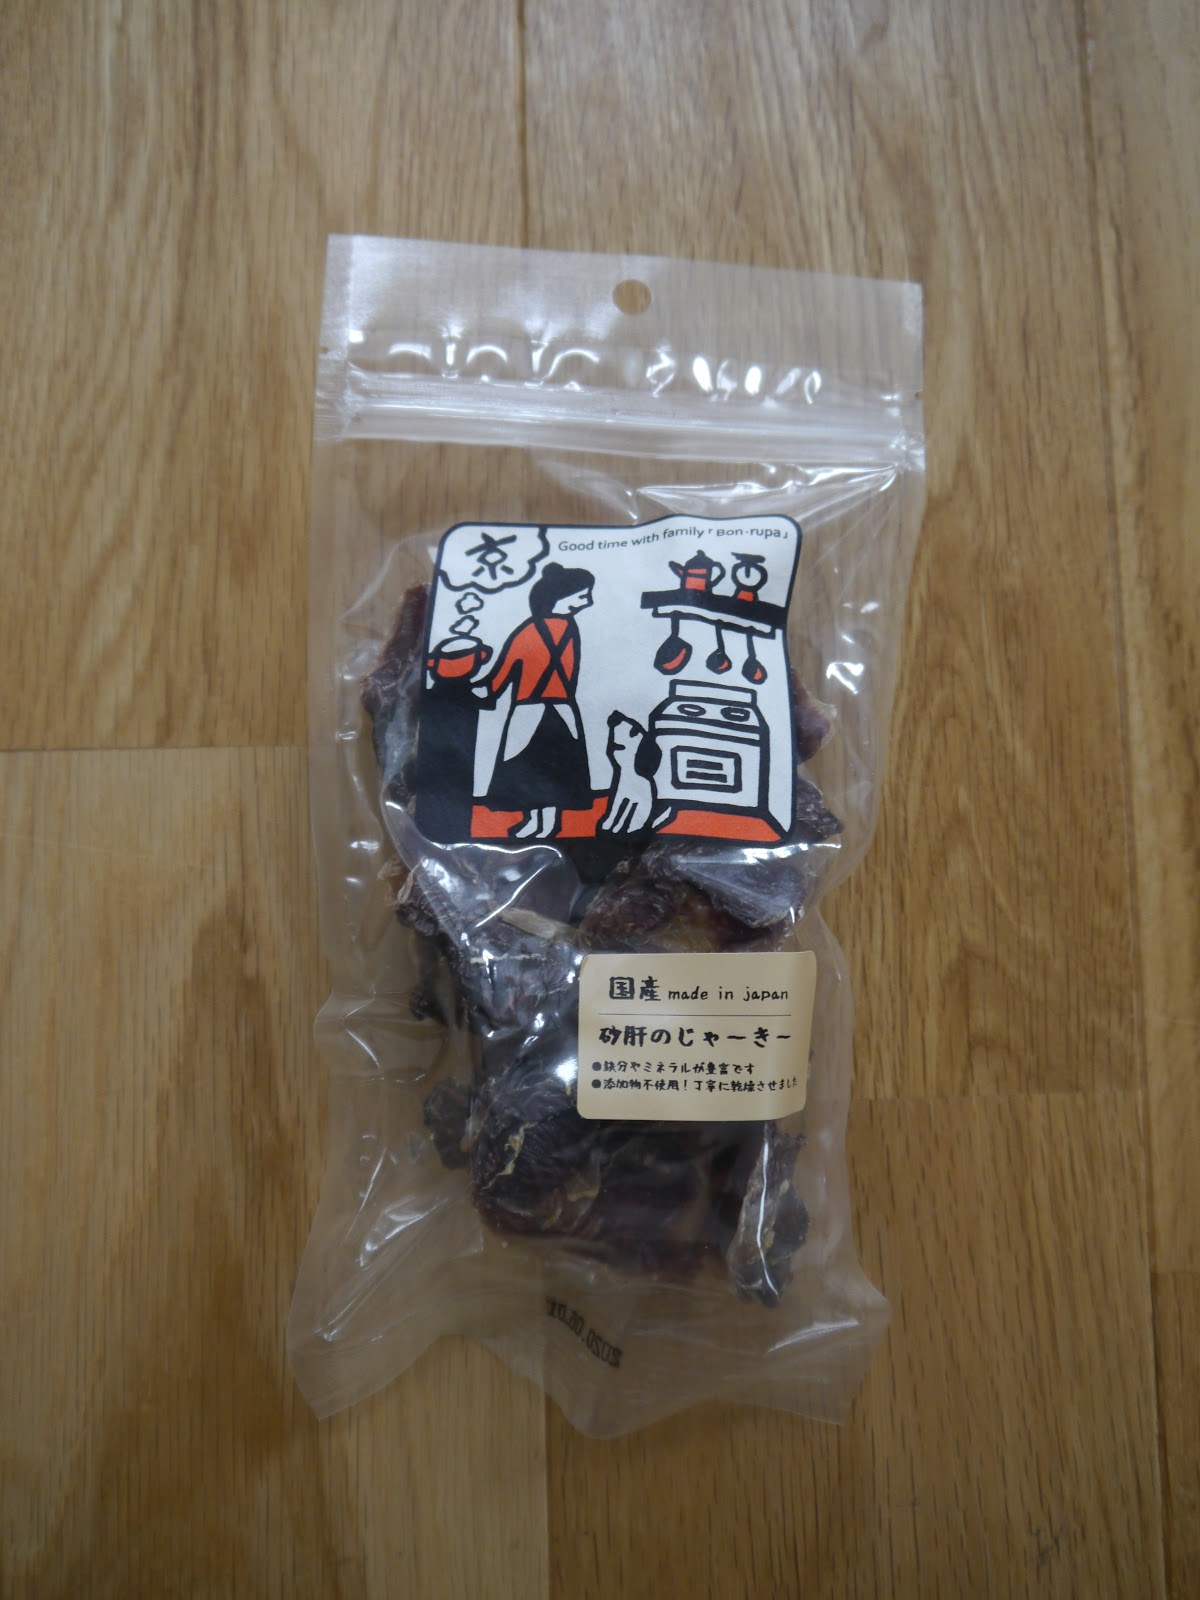 京
Good time with family「Bon-rupa」
国産 made in japan
砂肝のじゃーきー
●鉄分やミネラルが豊富です
●添加物不使用！丁寧に乾燥させました